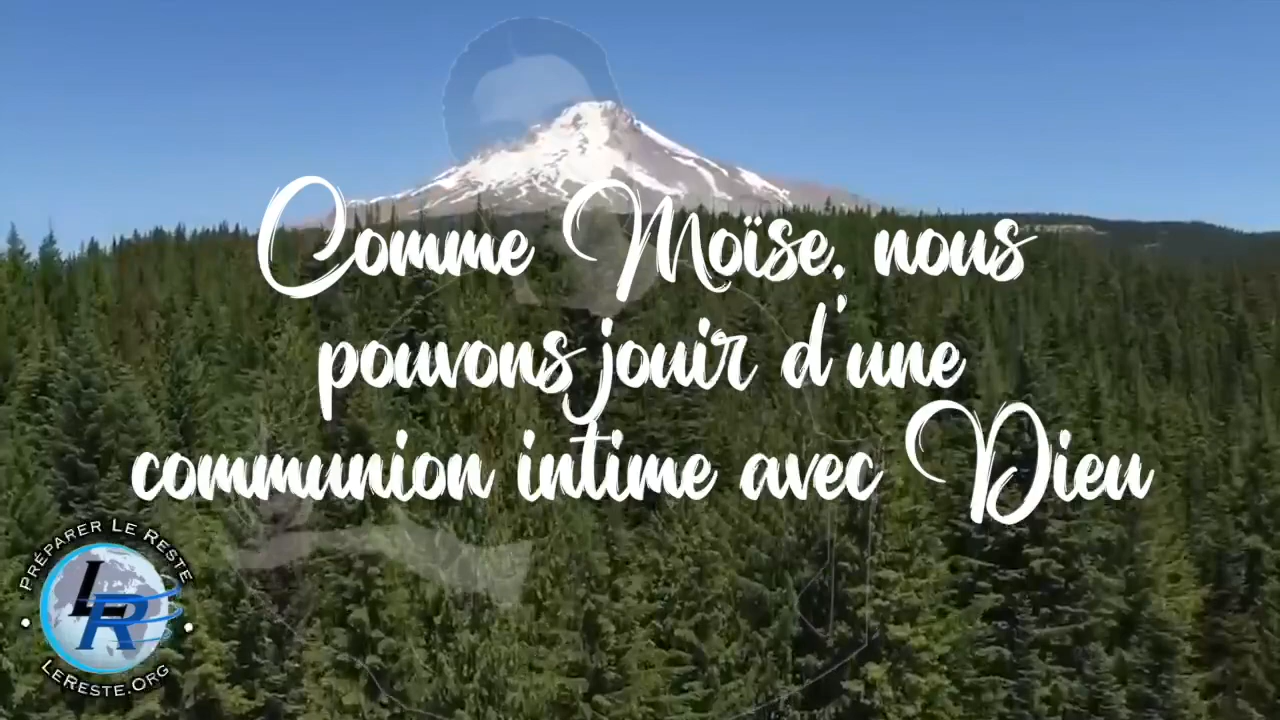 Comme Moïse, nous
pouvons jouir d'une
communion intime avec Dieu
PRÉPARER LE RESTE
LR
LERESTE.ORG